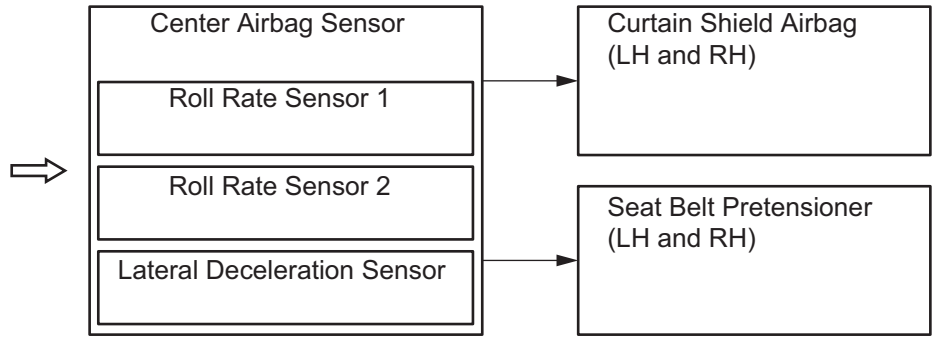 Center Airbag Sensor
Roll Rate Sensor 1
Roll Rate Sensor 2
Lateral Deceleration Sensor
Curtain Shield Airbag
(LH and RH)
Seat Belt Pretensioner
(LH and RH)